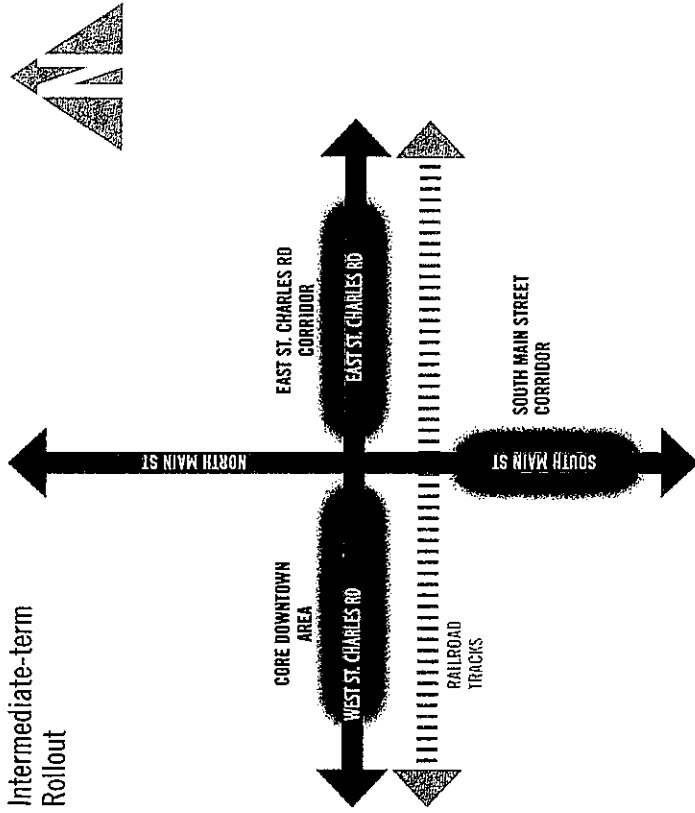 Intermediate-term
Rollout
N
NORTH MAIN ST
CORE DOWNTOWN
AREA
EAST ST. CHARLES RD
CORRIDOR
WEST ST. CHARLES RD
EAST ST. CHARLES RD
RAILROAD
TRACKS
SOUTH MAIN ST
SOUTH MAIN STREET
CORRIDOR